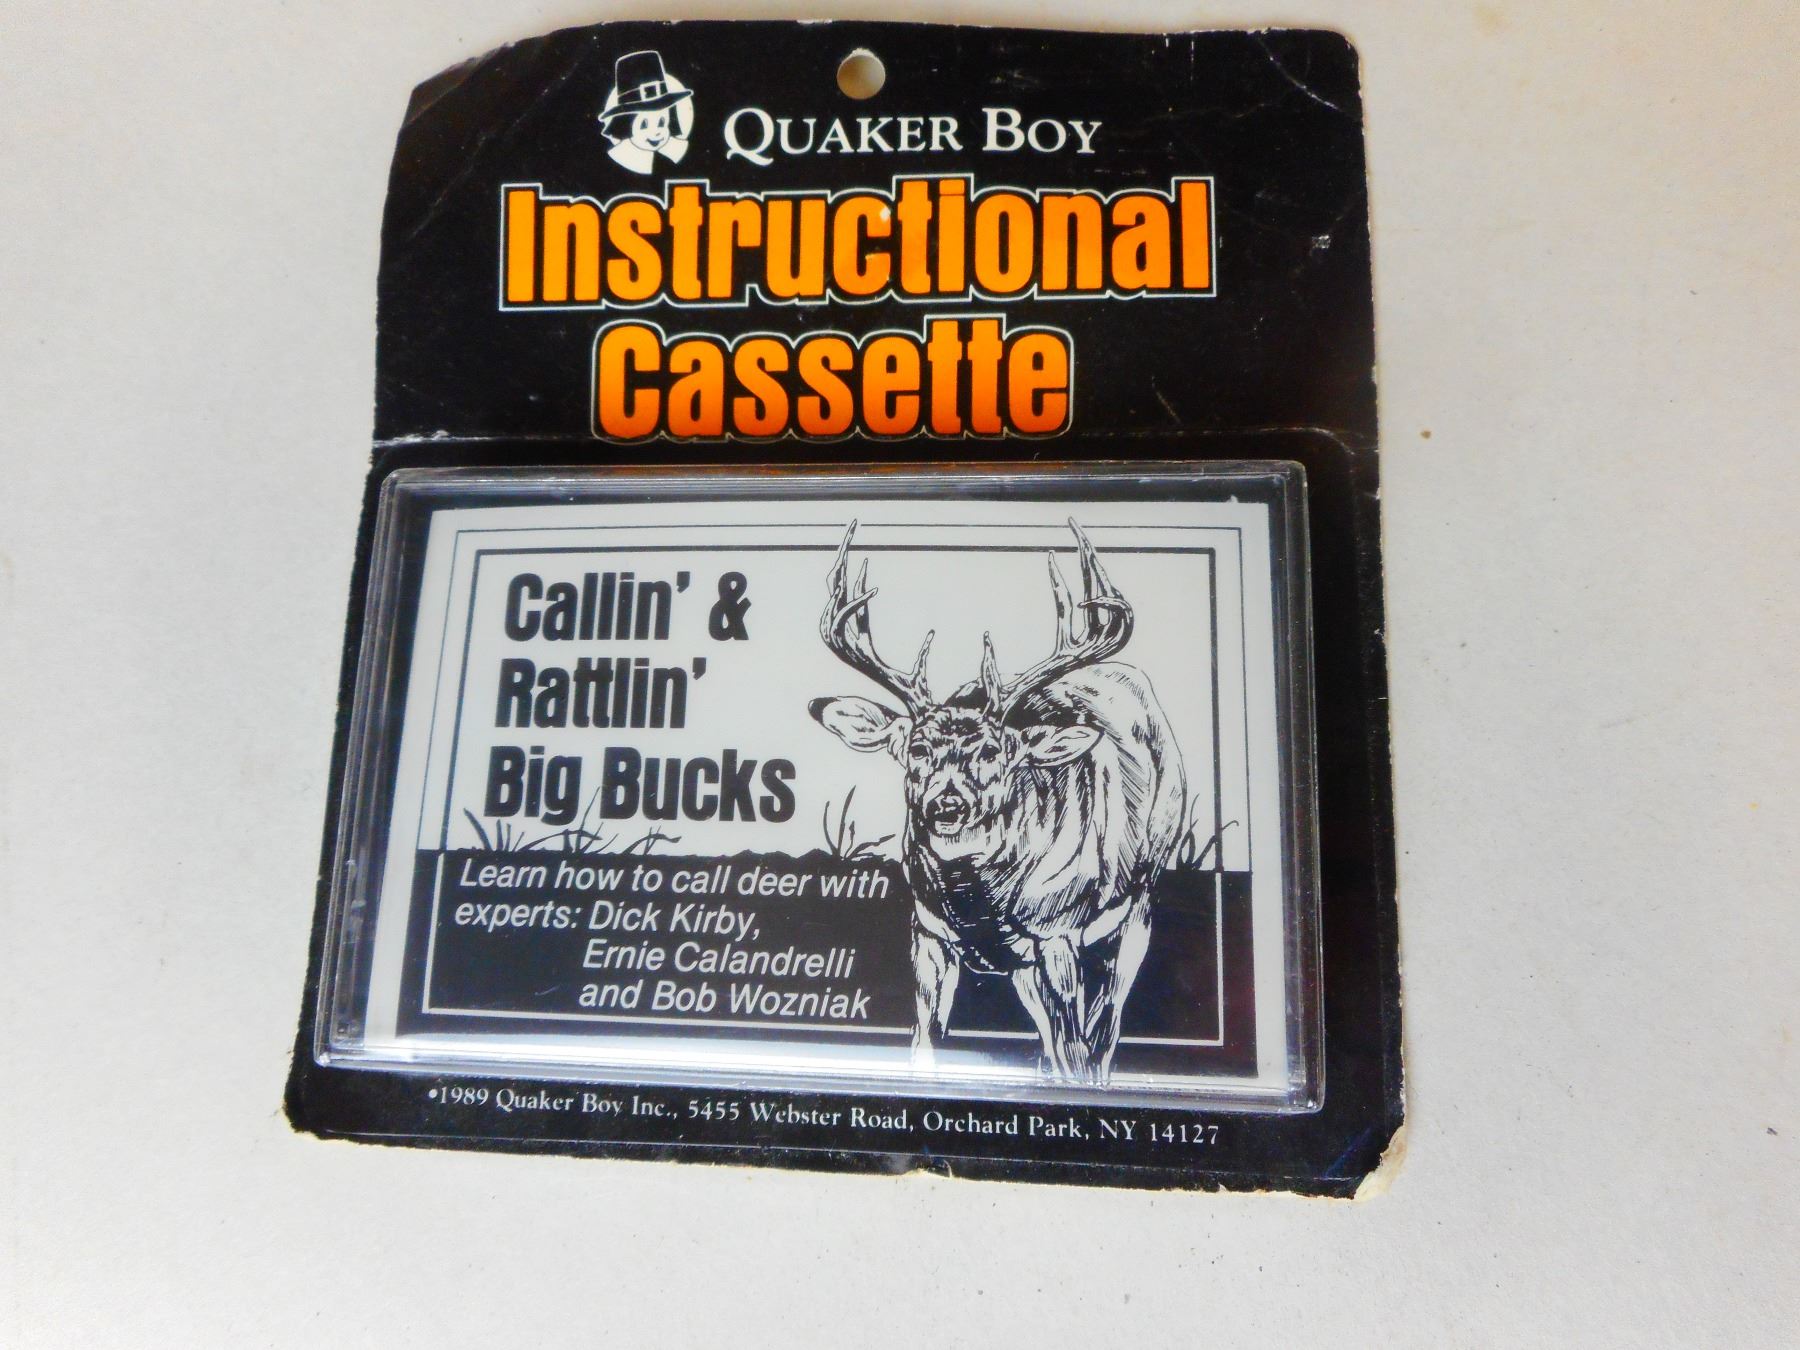 QUAKER BOY
Instructional
Cassette
Callin' &
Rattlin'
Big Bucks
Learn how to call deer with
experts: Dick Kirby,
Ernie Calandrelli
and Bob Wozniak
•1989 Quaker Boy Inc., 5455 Webster Road, Orchard Park, NY 14127